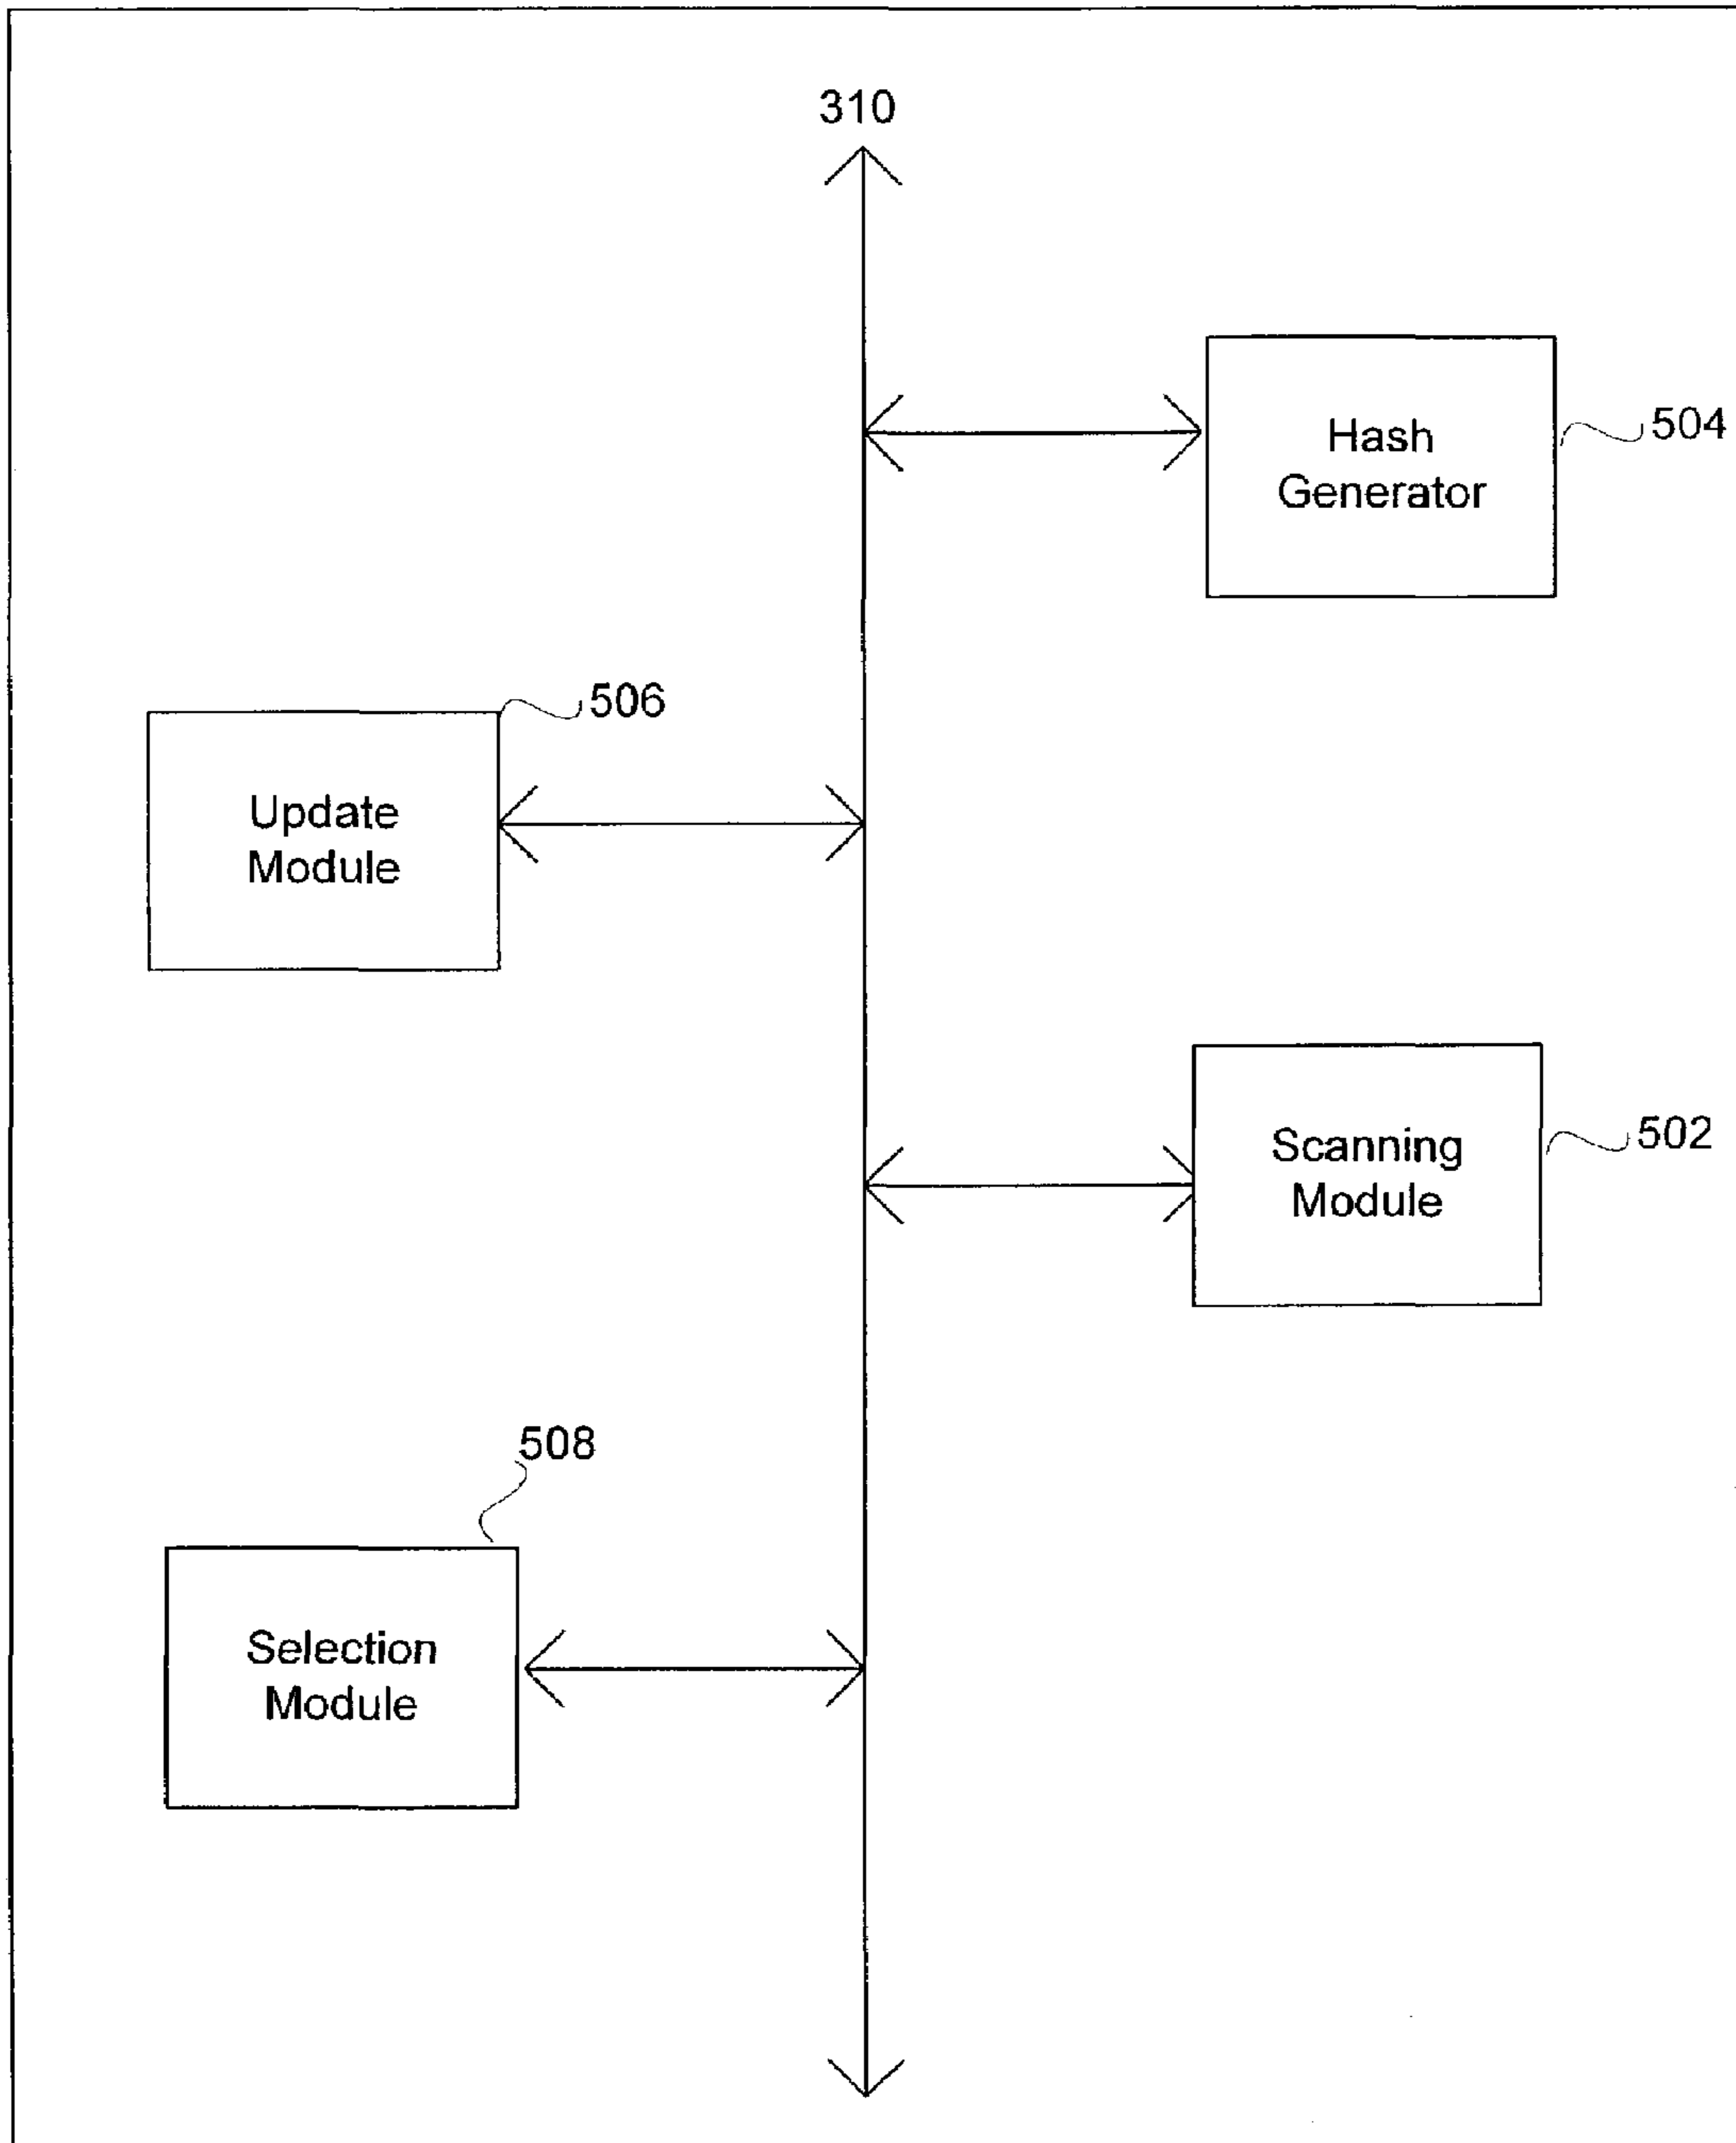 310
Hash
Generator
504
506
Update
Module
Scanning
Module
502
508
Selection
Module